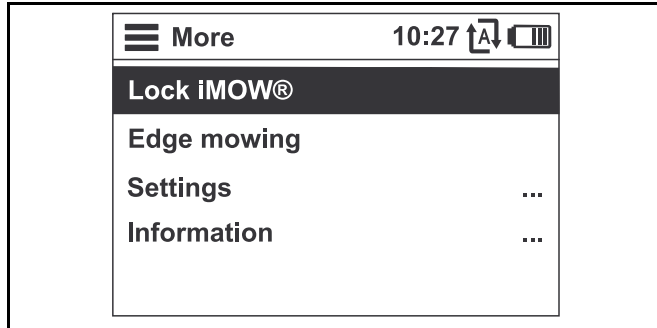 More 10:27 A
Lock iMOW®
Edge mowing
Settings ...
Information ...